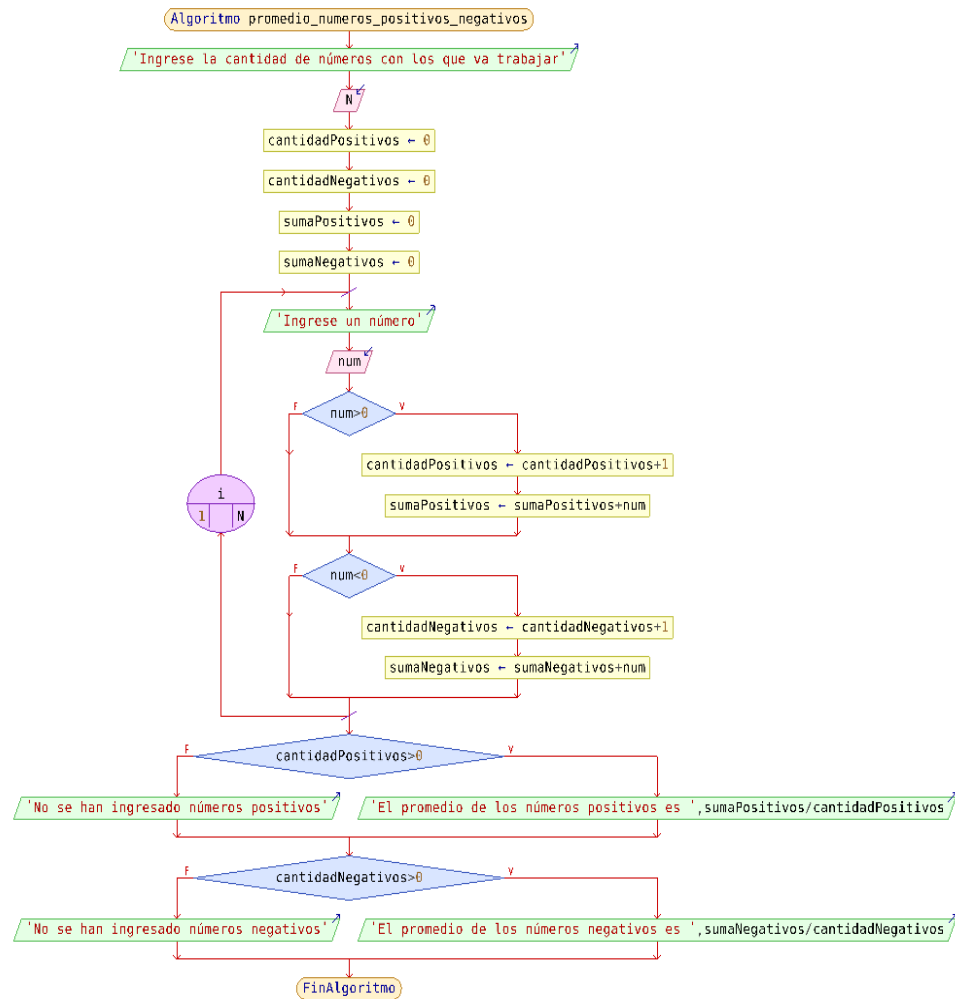 Algoritmo promedio_numeros_positivos_negativos
'Ingrese la cantidad de números con los que va trabajar'
N
cantidadPositivos ← 0
cantidadNegativos ← 0
sumaPositivos ← 0
sumaNegativos ← 0
'Ingrese un número'
num
F
num>0
V
cantidadPositivos ← cantidadPositivos+1
sumaPositivos ← sumaPositivos+num
i
1
N
F
num<0
V
cantidadNegativos ← cantidadNegativos+1
sumaNegativos ← sumaNegativos+num
F
cantidadPositivos>0
V
'No se han ingresado números positivos'
'El promedio de los números positivos es ',sumaPositivos/cantidadPositivos
F
cantidadNegativos>0
V
'No se han ingresado números negativos'
'El promedio de los números negativos es ',sumaNegativos/cantidadNegativos
FinAlgoritmo